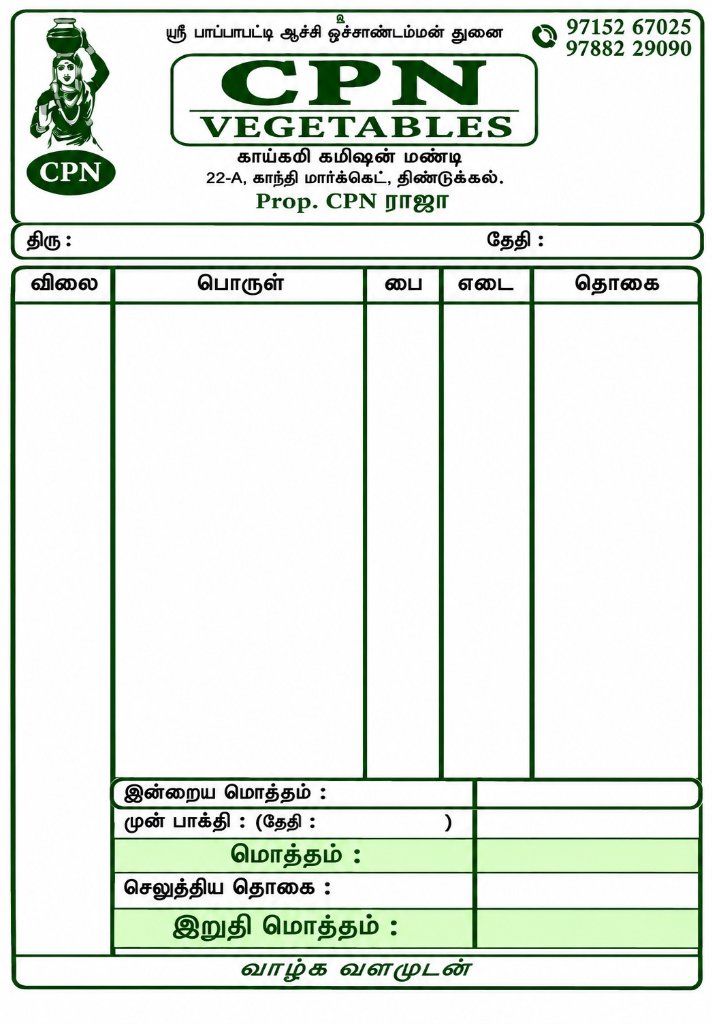 உ
ஸ்ரீ பாப்பாபட்டி ஆச்சி ஒச்சாண்டம்மன் துனை
97152 67025
97882 29090
CPN
VEGETABLES
CPN
காய்கமி கமிஷன் மண்டி
22-A, காந்தி மார்க்கெட், திண்டுக்கல்.
Prop. CPN ராஜா
திரு : தேதி :
விலை பொருள் பை எடை தொகை
இன்றைய மொத்தம் :
முன் பாக்தி : (தேதி : )
மொத்தம் :
செலுத்திய தொகை :
இறுதி மொத்தம் :
வாழ்க வளமுடன்